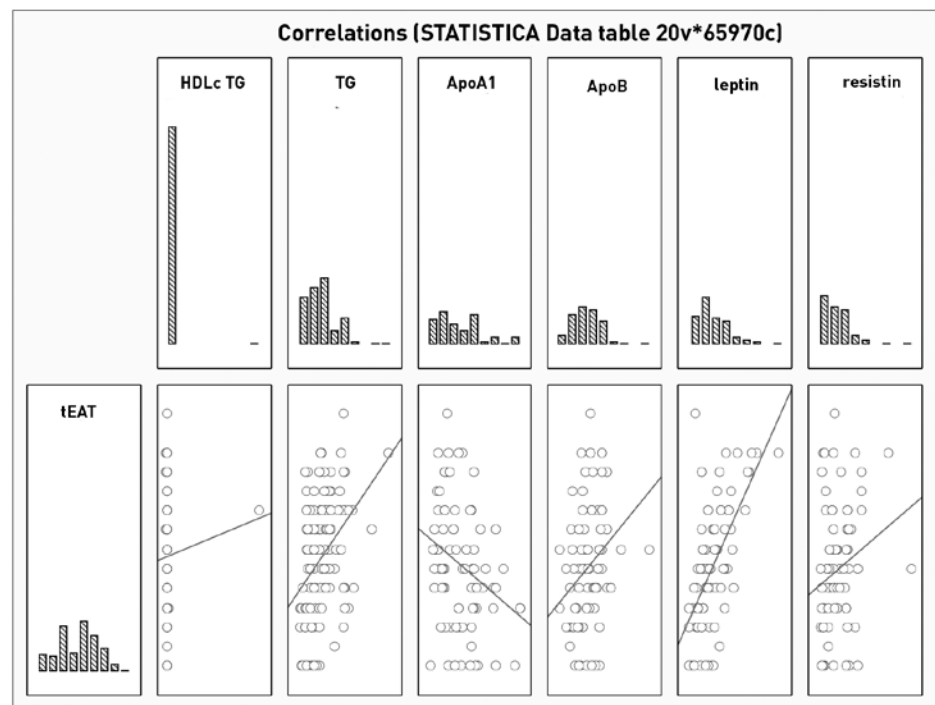 Correlations (STATISTICA Data table 20v*65970c)
HDLc TG
TG
ApoA1
ApoB
leptin
resistin
tEAT